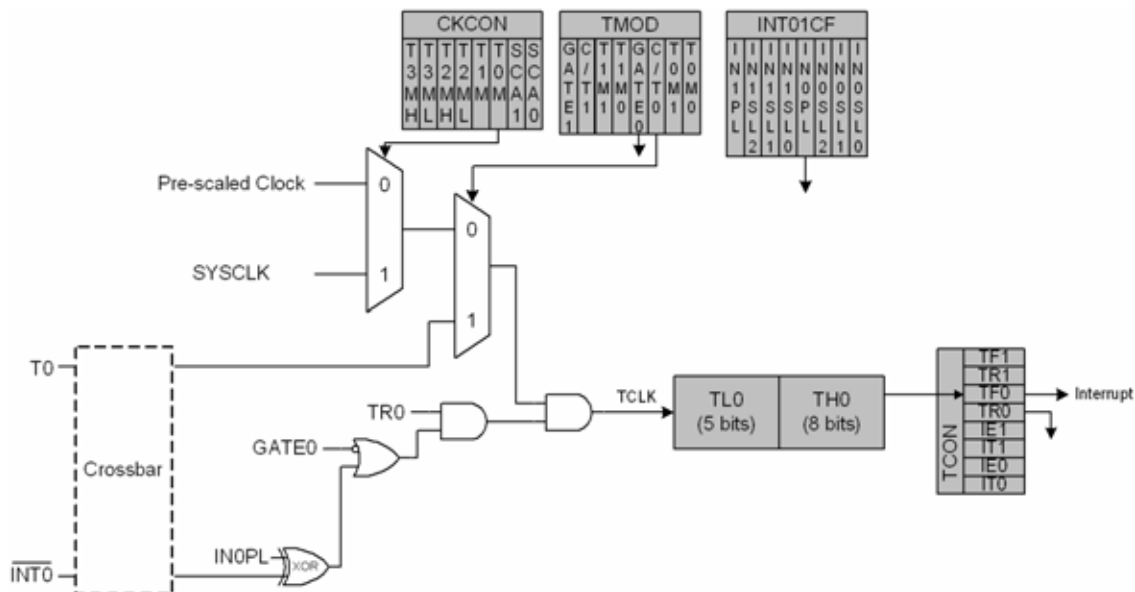 CKCON
T3MH T3ML T2MH T2ML T1M T0M SCA1 SCA0
TMOD
GATE1 C/T1 T1M1 T1M0 GATE0 C/T0 T0M1 T0M0
INT01CF
IN1PL IN1SL2 IN1SL1 IN1SL0 IN0PL IN0SL2 IN0SL1 IN0SL0
Pre-scaled Clock
0
SYSCLK
1
0
1
T0
Crossbar
INT0
TR0
GATE0
IN0PL
XOR
TCLK
TL0
(5 bits)
TH0
(8 bits)
TCON
TF1
TR1
TF0
TR0
IE1
IT1
IE0
IT0
Interrupt